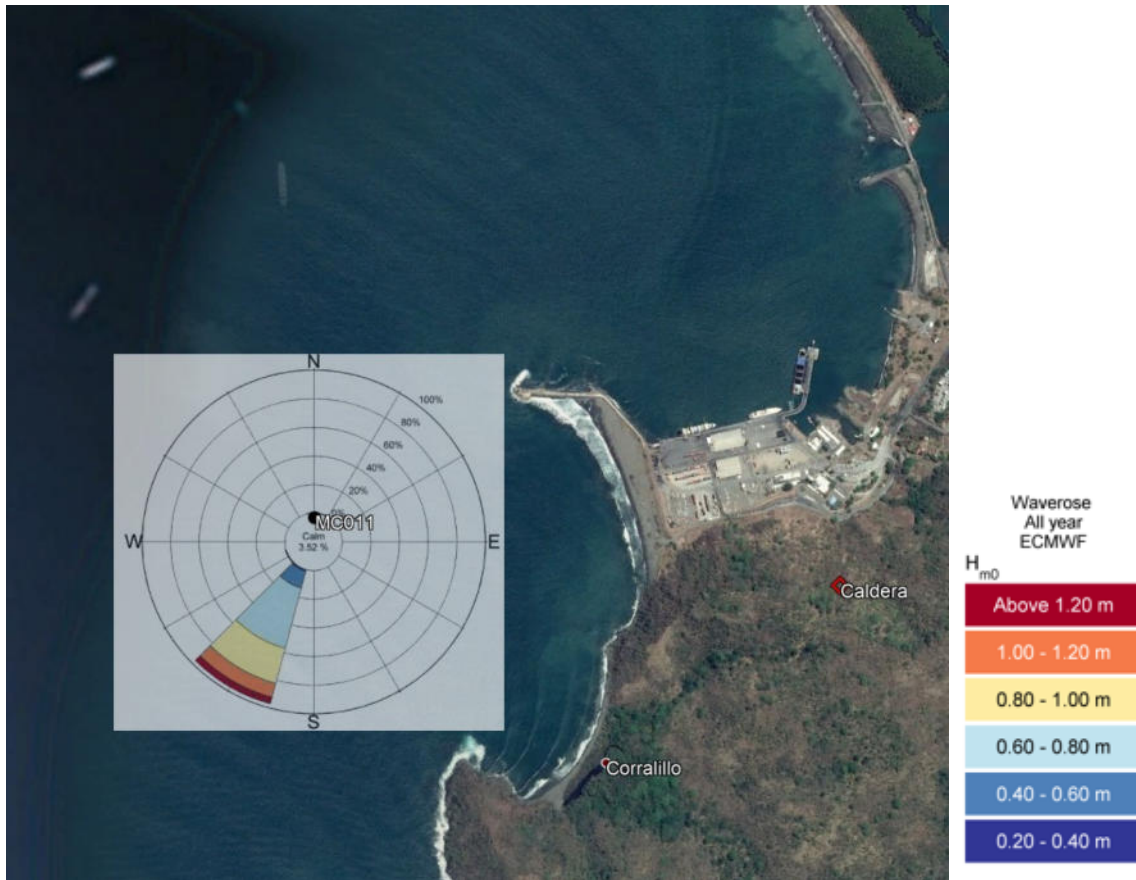 N
100%
80%
60%
40%
20%
MC011
Calm
3.52 %
W
E
S
Caldera
Corralillo
Waverose
All year
ECMWF
H
m0
Above 1.20 m
1.00 - 1.20 m
0.80 - 1.00 m
0.60 - 0.80 m
0.40 - 0.60 m
0.20 - 0.40 m